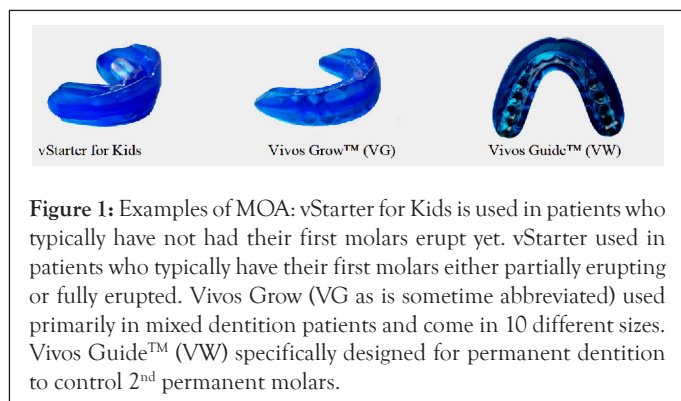 vStarter for Kids
Vivos Grow™ (VG)
Vivos Guide™ (VW)
Figure 1: Examples of MOA: vStarter for Kids is used in patients who
typically have not had their first molars erupt yet. vStarter used in
patients who typically have their first molars either partially erupting
or fully erupted. Vivos Grow (VG as is sometime abbreviated) used
primarily in mixed dentition patients and come in 10 different sizes.
Vivos Guide™ (VW) specifically designed for permanent dentition
to control 2nd permanent molars.